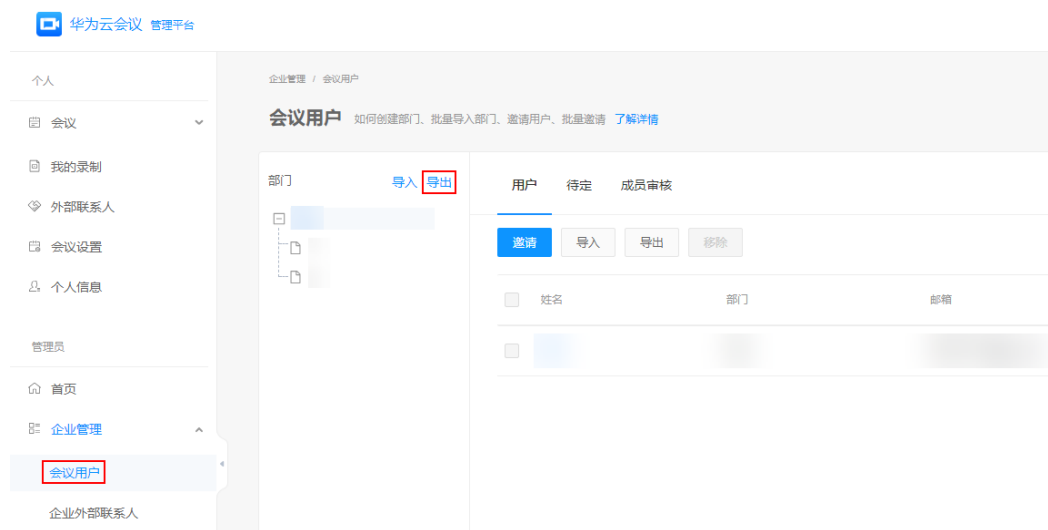 华为云会议 管理平台
个人
会议
我的录制
外部联系人
会议设置
个人信息
管理员
首页
企业管理
会议用户
企业外部联系人
企业管理 / 会议用户
会议用户 如何创建部门、批量导入部门、邀请用户、批量邀请 了解详情
部门 导入 导出
用户 待定 成员审核
邀请 导入 导出 移除
姓名 部门 邮箱